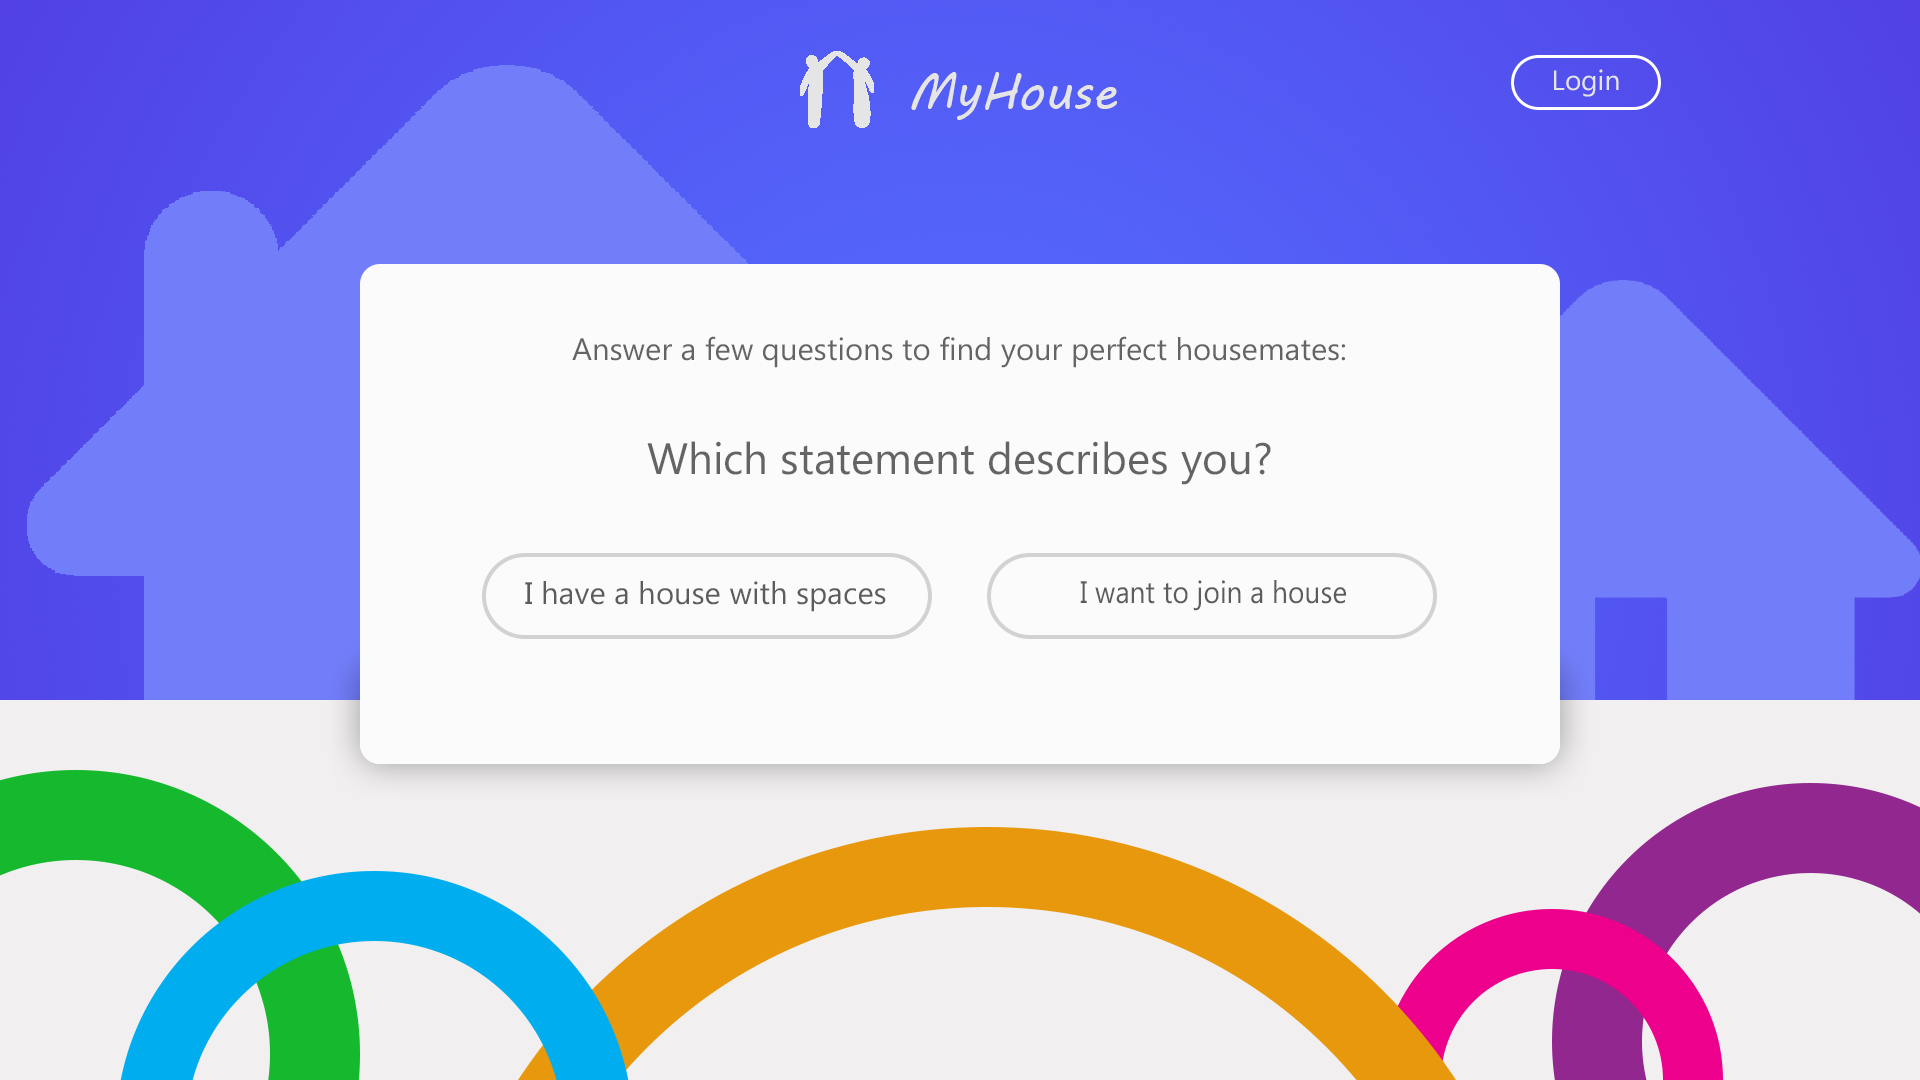 MyHouse
Login
Answer a few questions to find your perfect housemates:
Which statement describes you?
I have a house with spaces
I want to join a house